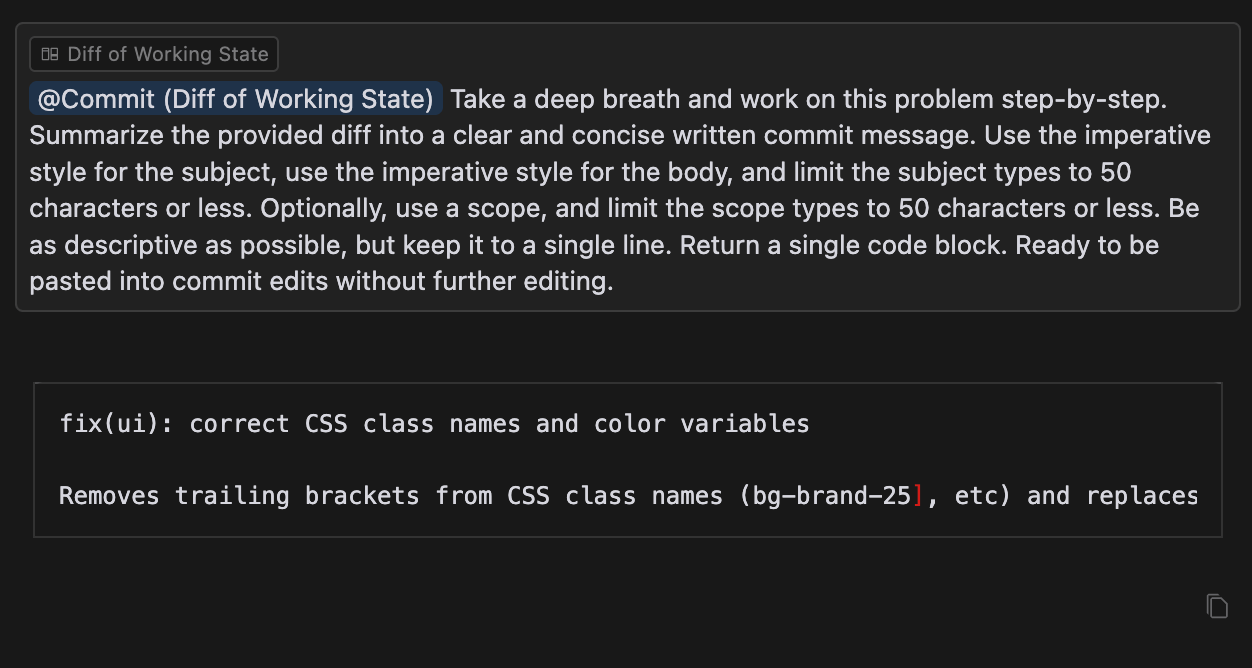 Diff of Working State
@Commit (Diff of Working State) Take a deep breath and work on this problem step-by-step.
Summarize the provided diff into a clear and concise written commit message. Use the imperative
style for the subject, use the imperative style for the body, and limit the subject types to 50
characters or less. Optionally, use a scope, and limit the scope types to 50 characters or less. Be
as descriptive as possible, but keep it to a single line. Return a single code block. Ready to be
pasted into commit edits without further editing.
fix(ui): correct CSS class names and color variables
Removes trailing brackets from CSS class names (bg-brand-25], etc) and replaces